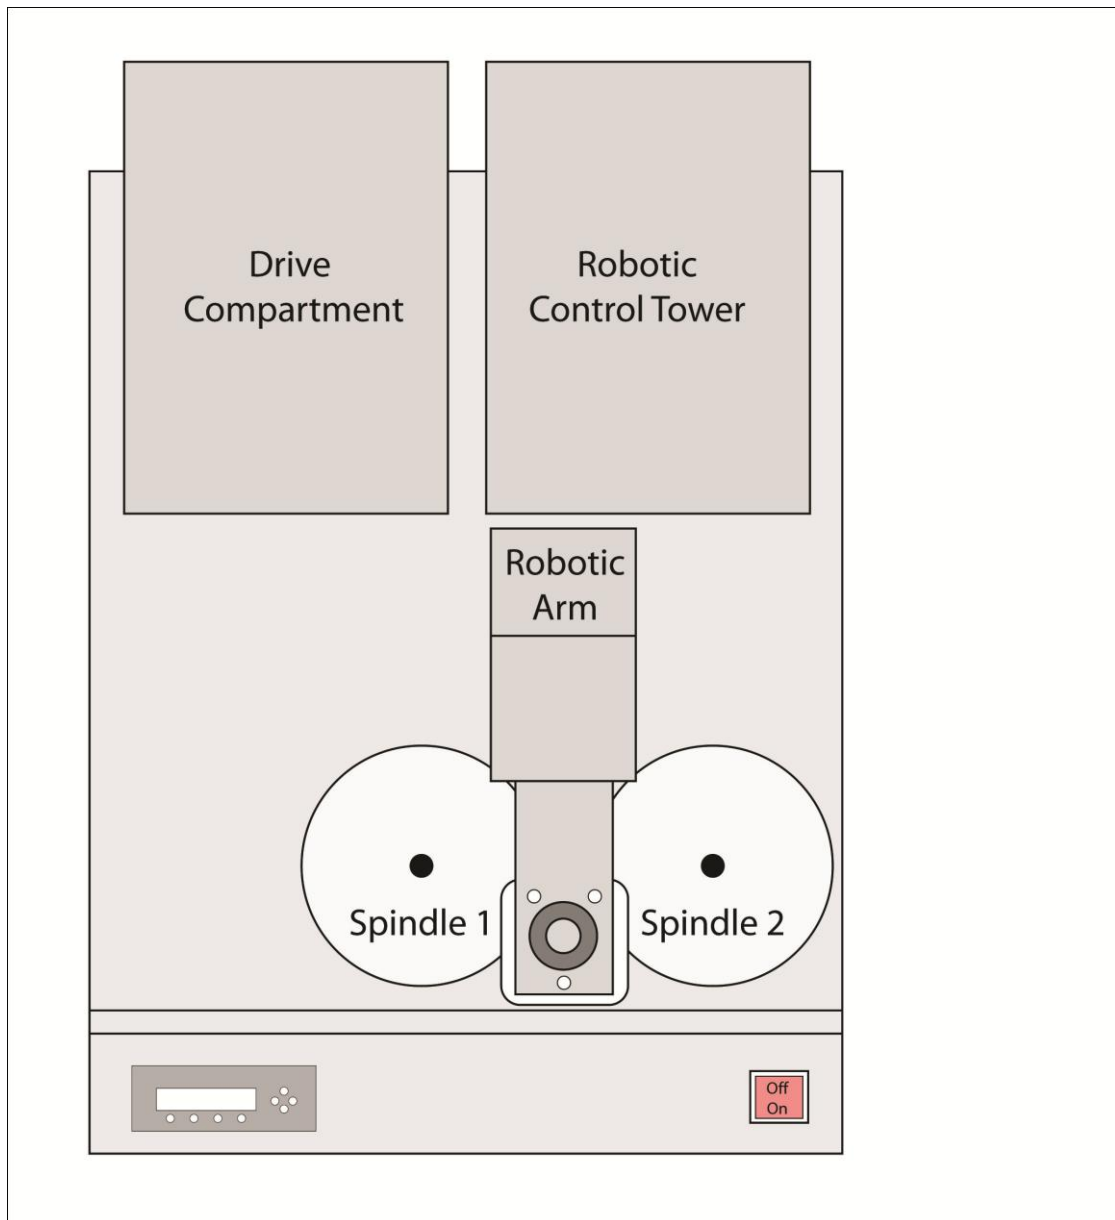 Drive
Compartment
Robotic
Control Tower
Robotic
Arm
Spindle 1
Spindle 2
Off
On